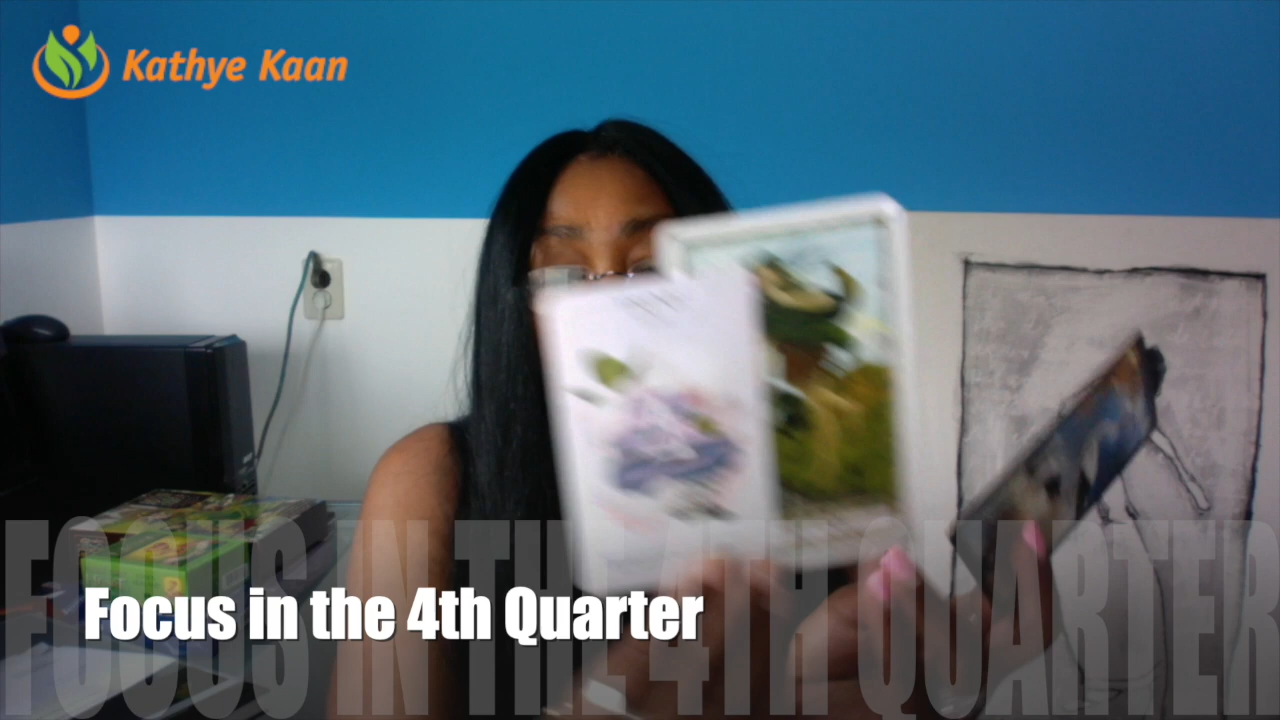 Kathye Kaan
FOCUS IN THE 4TH QUARTER
Focus in the 4th Quarter